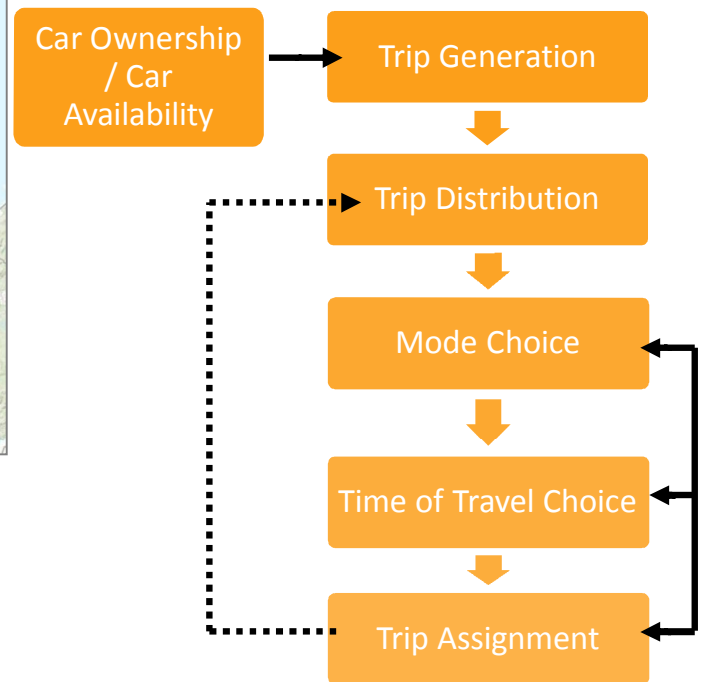 Car Ownership
/ Car
Availability
Trip Generation
Trip Distribution
Mode Choice
Time of Travel Choice
Trip Assignment